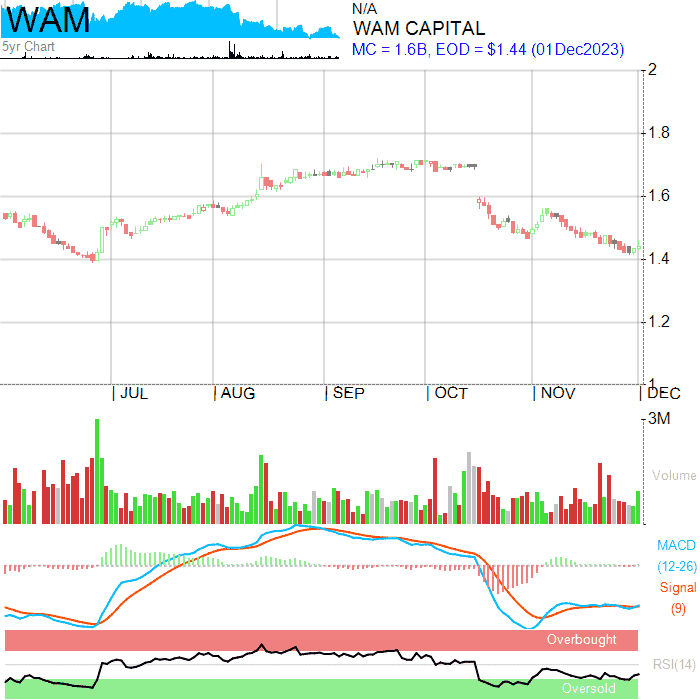 WAM
5yr Chart
N/A
WAM CAPITAL
MC = 1.6B, EOD = $1.44 (01Dec2023)
2
1.8
1.6
1.4
1.2
1
JUL
AUG
SEP
OCT
NOV
DEC
3M
Volume
MACD
(12-26)
Signal
(9)
Overbought
RSI(14)
Oversold